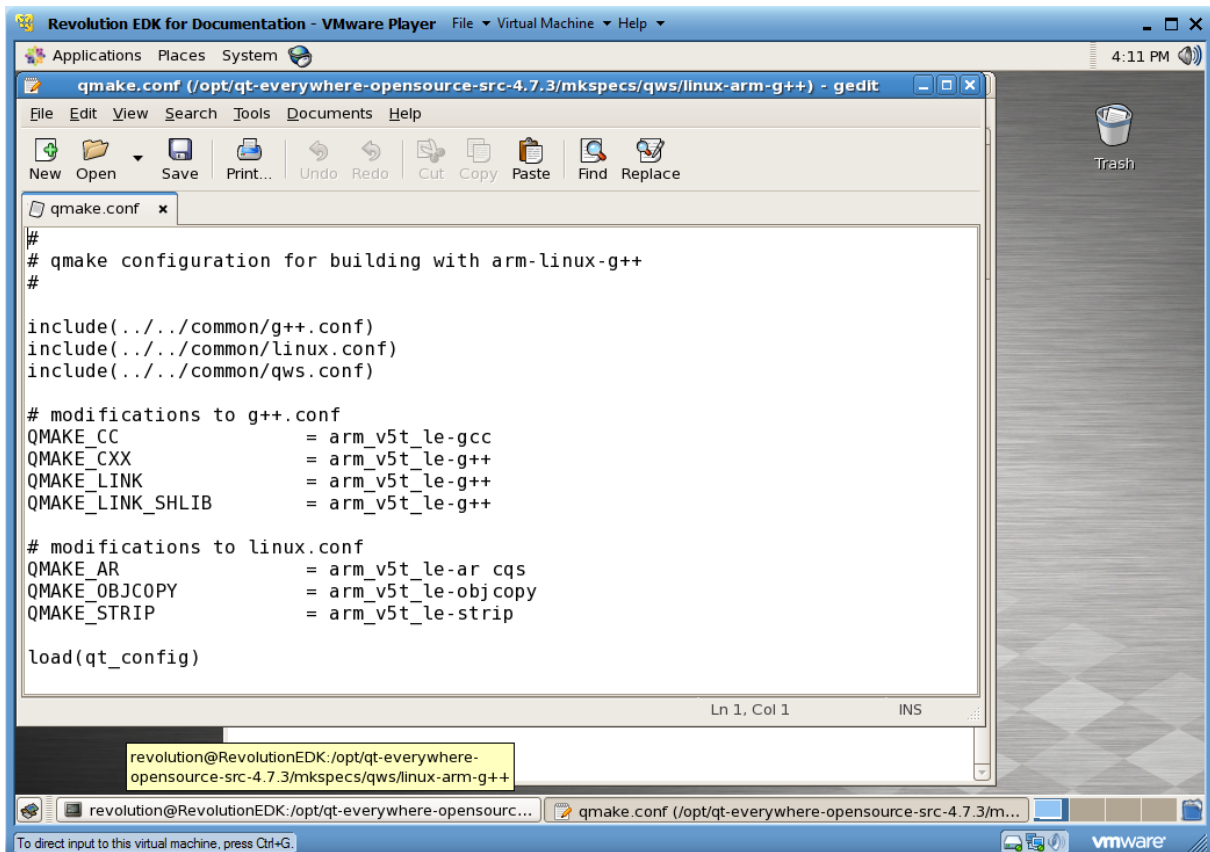 Revolution EDK for Documentation - VMware Player File Virtual Machine Help
Applications Places System 4:11 PM
qmake.conf (/opt/qt-everywhere-opensource-src-4.7.3/mkspecs/qws/linux-arm-g++) - gedit
File Edit View Search Tools Documents Help
New Open Save Print... Undo Redo Cut Copy Paste Find Replace
Trash
qmake.conf
#
# qmake configuration for building with arm-linux-g++
#
include(../../common/g++.conf)
include(../../common/linux.conf)
include(../../common/qws.conf)
# modifications to g++.conf
QMAKE_CC = arm_v5t_le-gcc
QMAKE_CXX = arm_v5t_le-g++
QMAKE_LINK = arm_v5t_le-g++
QMAKE_LINK_SHLIB = arm_v5t_le-g++
# modifications to linux.conf
QMAKE_AR = arm_v5t_le-ar cqs
QMAKE_OBJCOPY = arm_v5t_le-objcopy
QMAKE_STRIP = arm_v5t_le-strip
load(qt_config)
Ln 1, Col 1 INS
revolution@RevolutionEDK:/opt/qt-everywhere-
opensource-src-4.7.3/mkspecs/qws/linux-arm-g++
revolution@RevolutionEDK:/opt/qt-everywhere-opensourc... qmake.conf (/opt/qt-everywhere-opensource-src-4.7.3/m...
To direct input to this virtual machine, press Ctrl+G. vmware